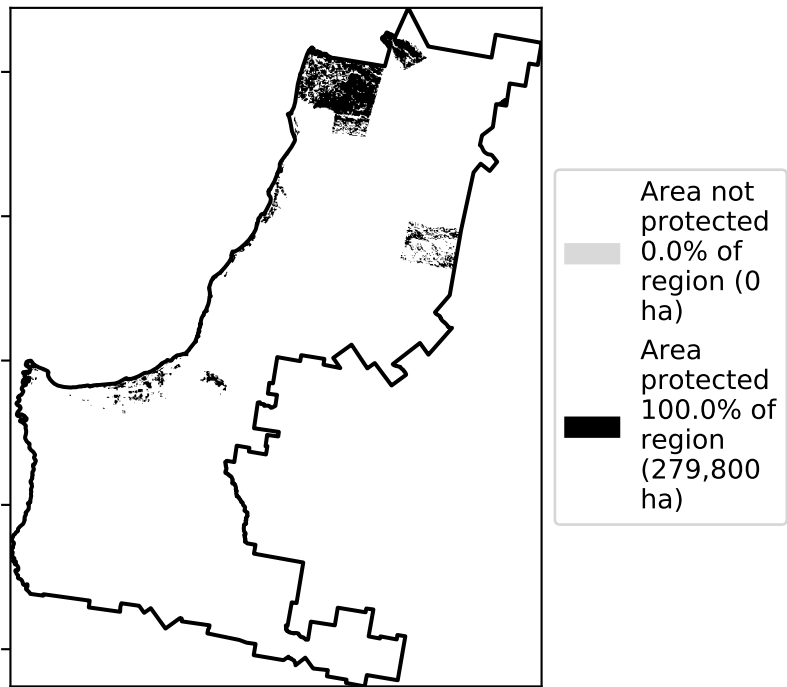 Area not
protected
0.0% of
region (0
ha)
Area
protected
100.0% of
region
(279,800
ha)